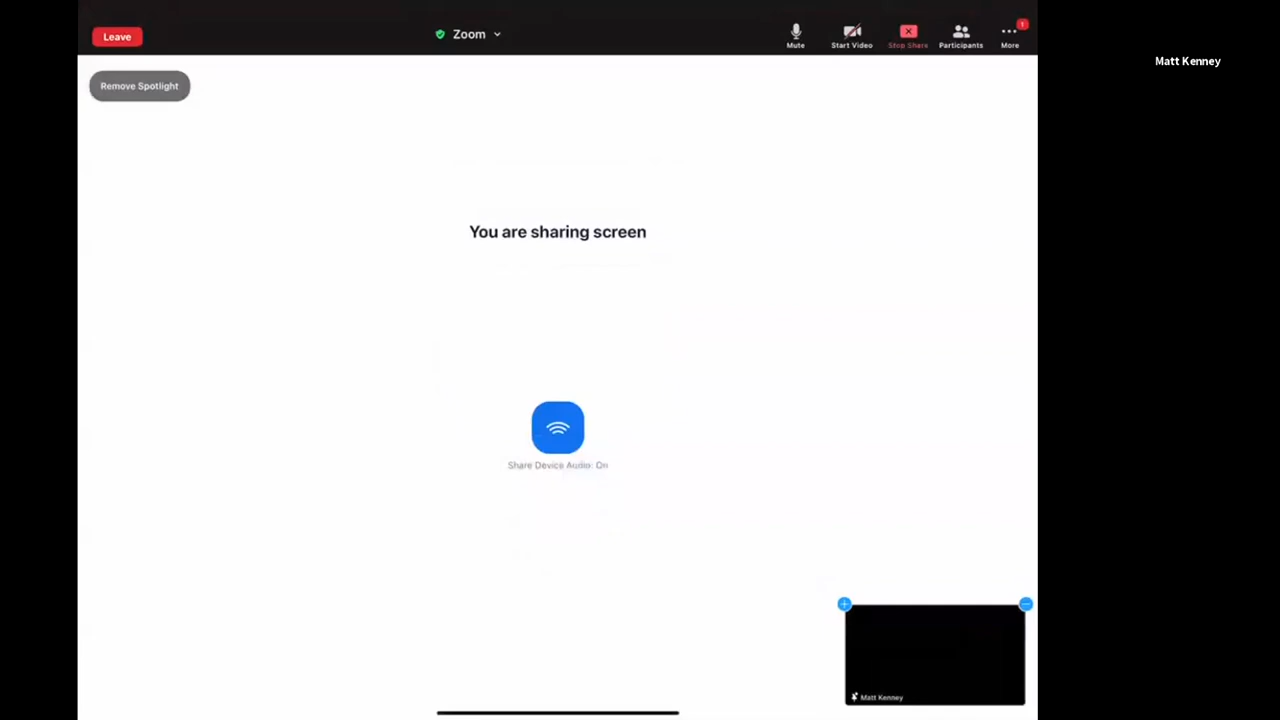 Leave
Zoom
Mute
Start Video
Stop Share
Participants
1
More
Matt Kenney
Remove Spotlight
You are sharing screen
Share Device Audio: On
Matt Kenney